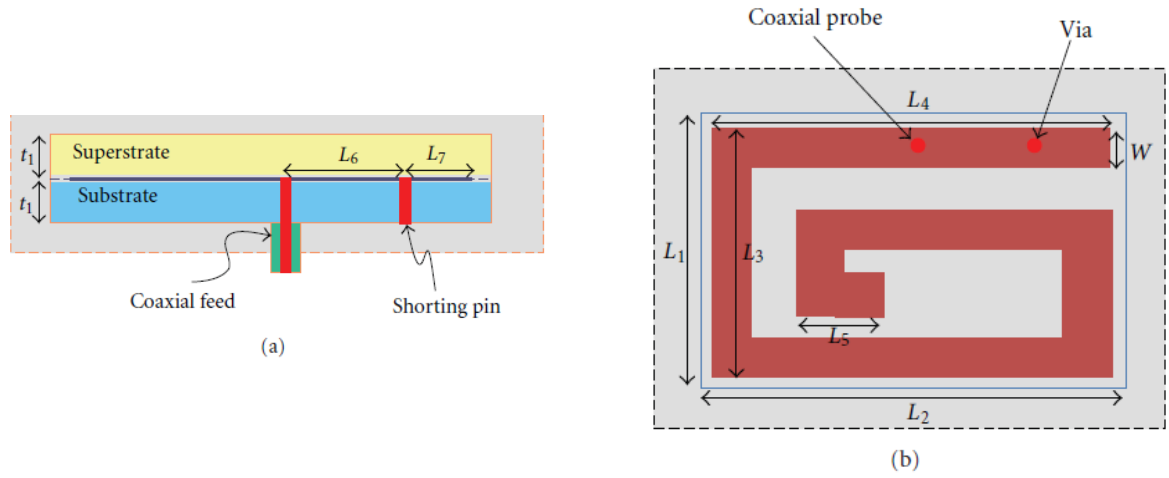 t₁
Superstrate
L₆
L₇
t₁
Substrate
Coaxial feed
Shorting pin
(a)
Coaxial probe
Via
L₄
W
L₁
L₃
L₅
L₂
(b)